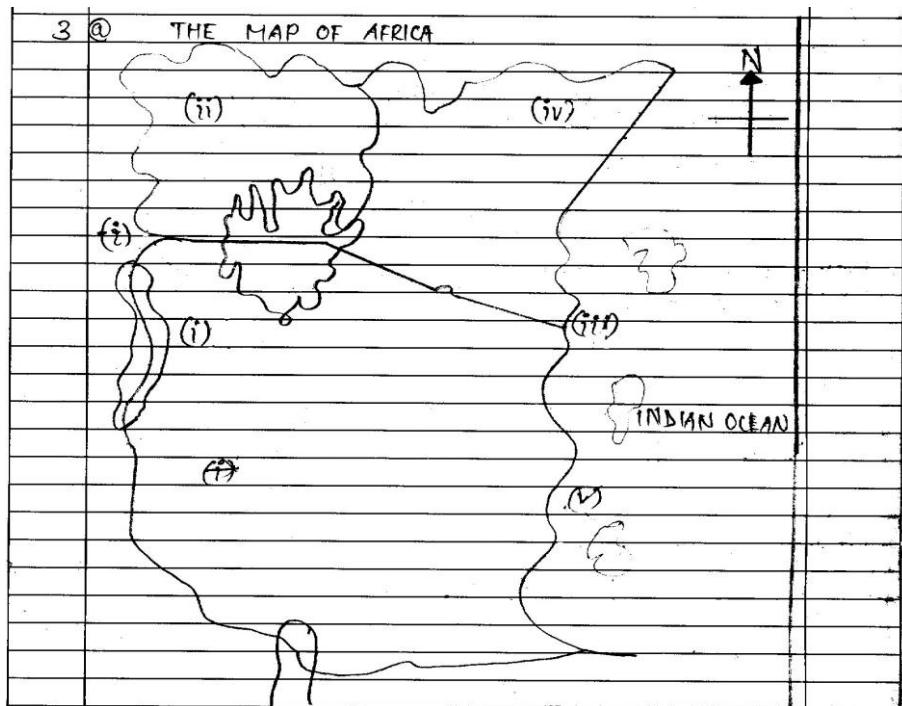 3 (a) THE MAP OF AFRICA
N
(ii) (iv)
(i)
(i) (iii)
INDIAN OCEAN
(i)
(v)